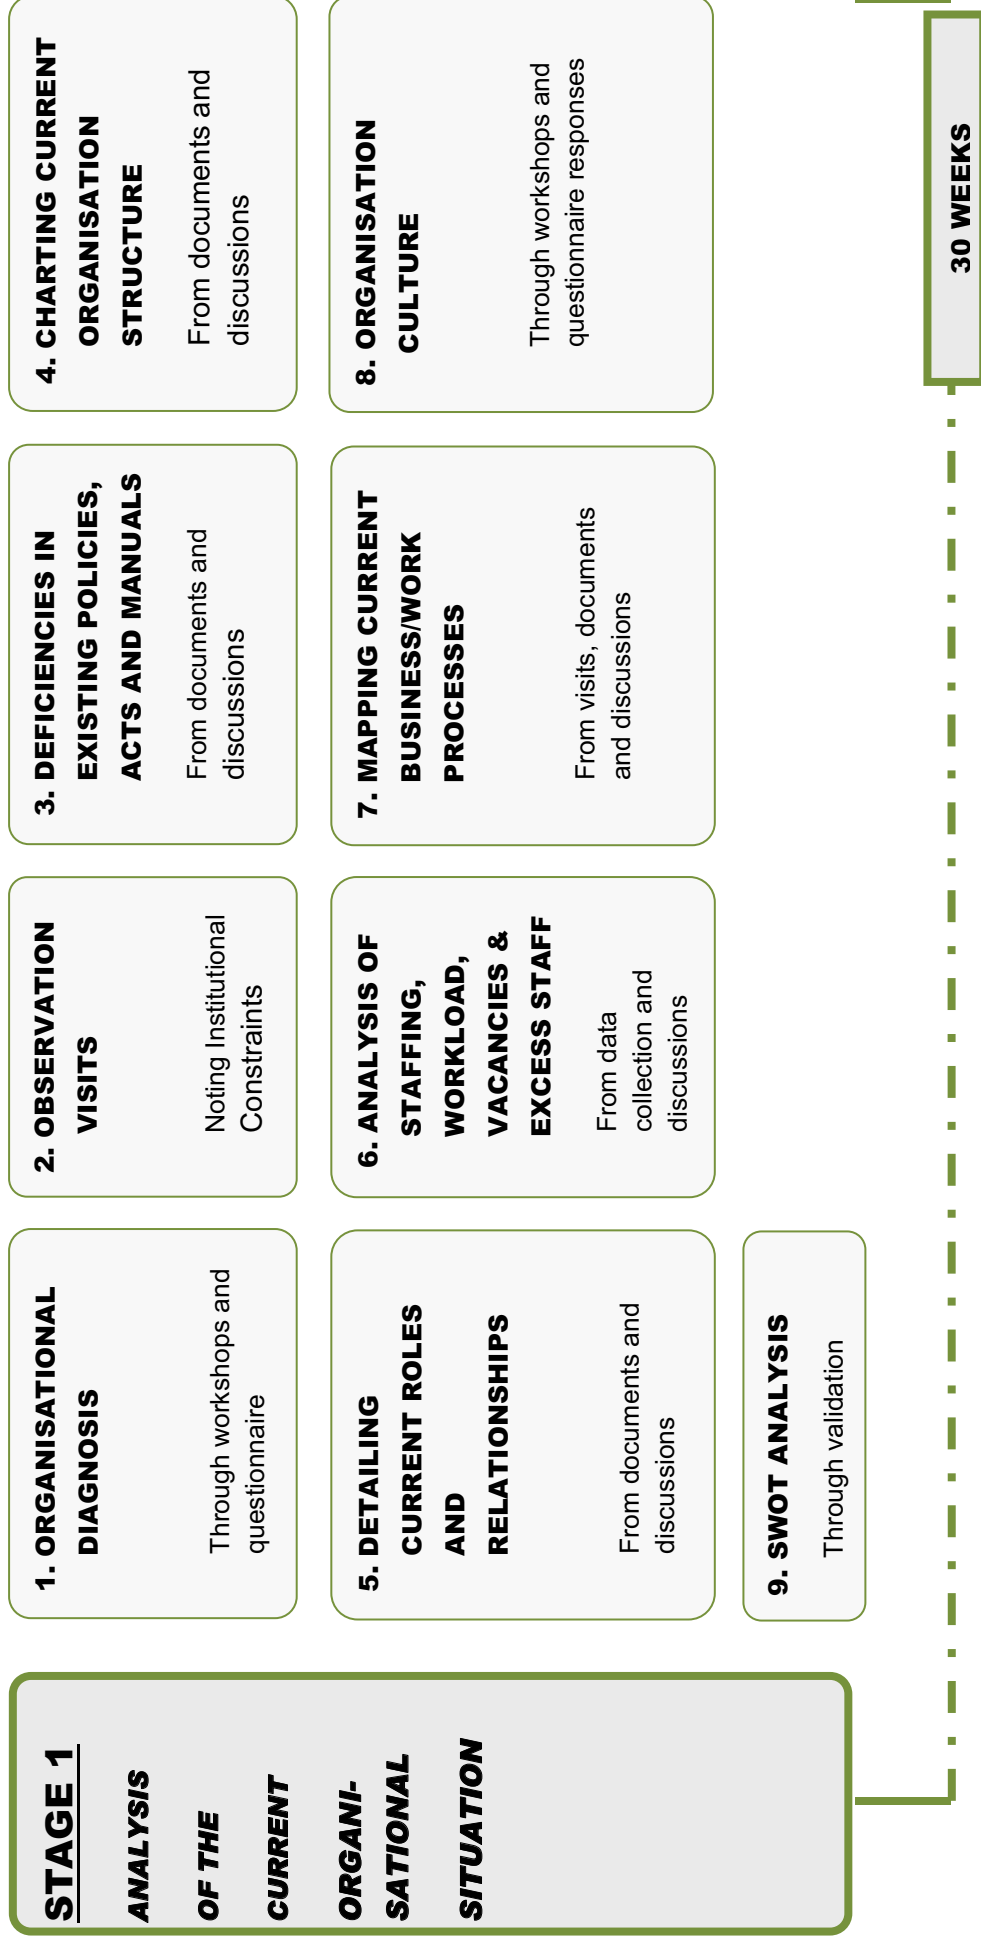 STAGE 1
ANALYSIS
OF THE
CURRENT
ORGANI-
SATIONAL
SITUATION
1. ORGANISATIONAL
DIAGNOSIS
Through workshops and
questionnaire
2. OBSERVATION
VISITS
Noting Institutional
Constraints
3. DEFICIENCIES IN
EXISTING POLICIES,
ACTS AND MANUALS
From documents and
discussions
4. CHARTING CURRENT
ORGANISATION
STRUCTURE
From documents and
discussions
5. DETAILING
CURRENT ROLES
AND
RELATIONSHIPS
From documents and
discussions
6. ANALYSIS OF
STAFFING,
WORKLOAD,
VACANCIES &
EXCESS STAFF
From data
collection and
discussions
7. MAPPING CURRENT
BUSINESS/WORK
PROCESSES
From visits, documents
and discussions
8. ORGANISATION
CULTURE
Through workshops and
questionnaire responses
9. SWOT ANALYSIS
Through validation
30 WEEKS